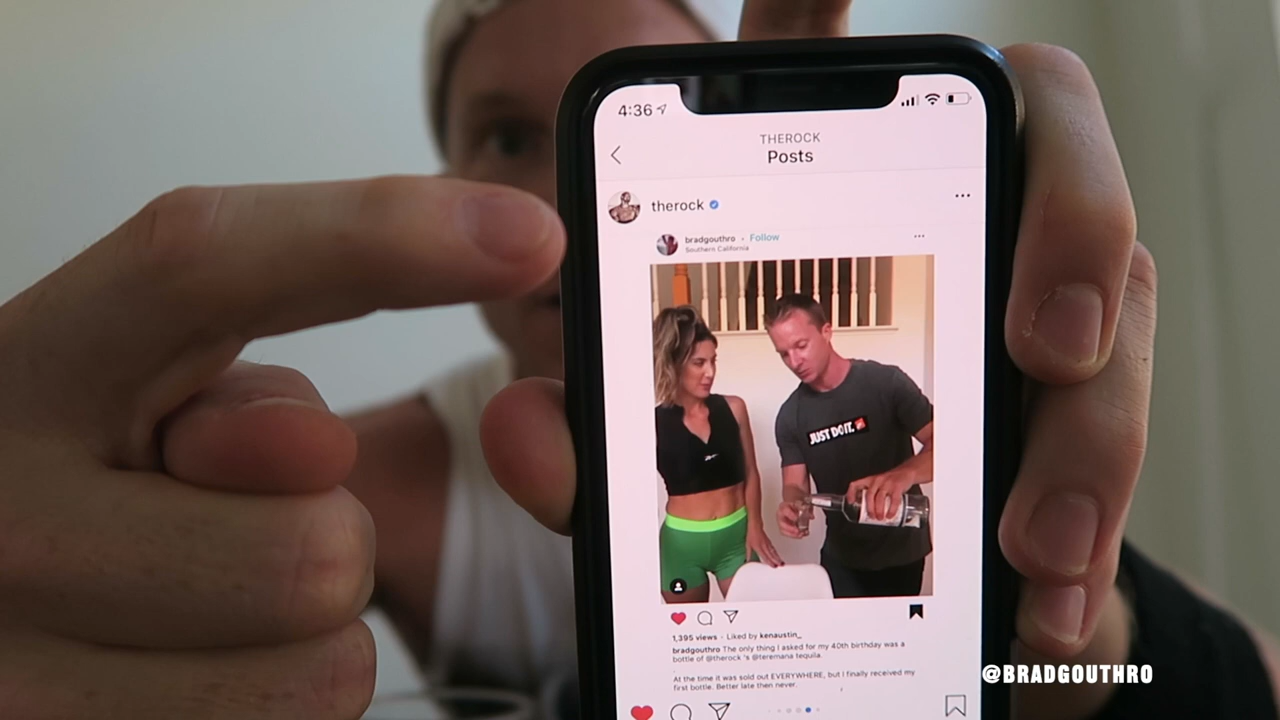 4:36
THEROCK
Posts
therock
bradgouthro · Follow
Southern California
JUST DO IT.
1,395 views · Liked by kenaustin_
bradgouthro The only thing I asked for my 40th birthday was a
bottle of @therock 's @teremana tequila.
.
At the time it was sold out EVERYWHERE, but I finally received my
first bottle. Better late then never.
@BRADGOUTHRO